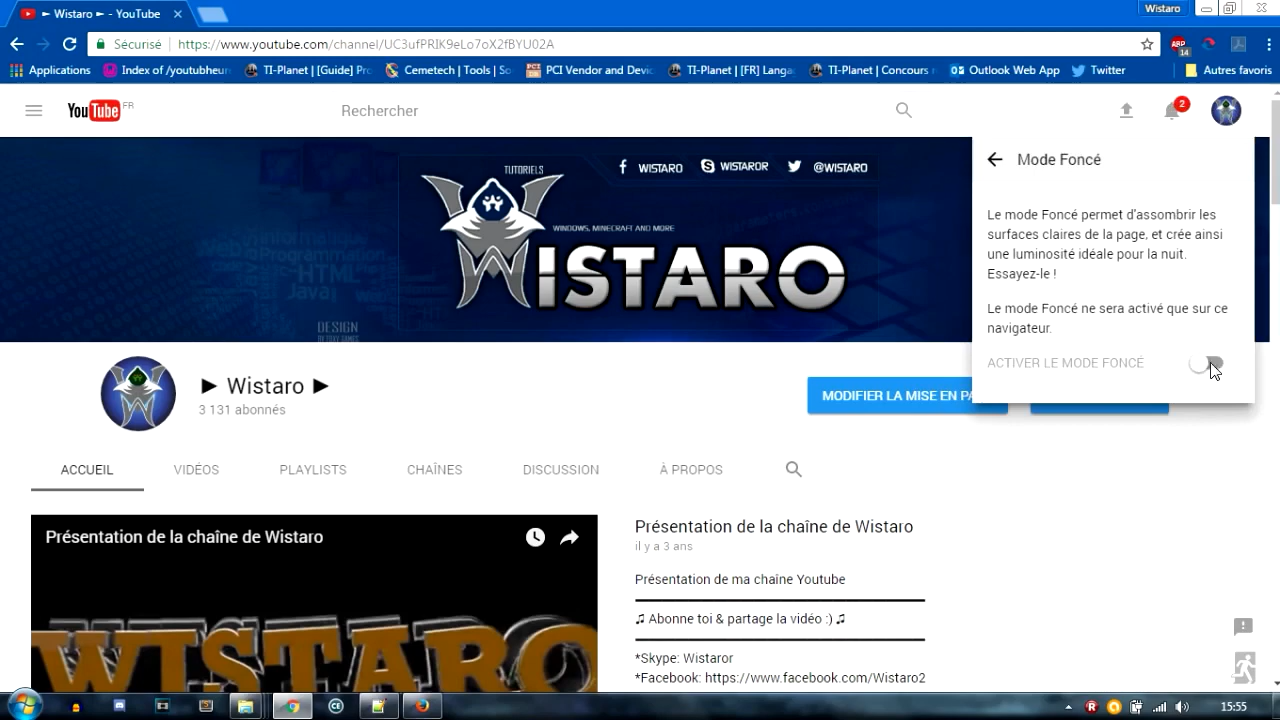 ► Wistaro ► - YouTube
Wistaro
Sécurisé
https://www.youtube.com/channel/UC3ufPRIK9eLo7oX2fBYU02A
14
Applications
Index of /youtubheur
TI-Planet | [Guide] Pro
Cemetech | Tools | So
PCI Vendor and Devic
TI-Planet | [FR] Langa
TI-Planet | Concours n
Outlook Web App
Twitter
Autres favoris
YouTube FR
Rechercher
2
TUTORIELS
WISTARO
WISTAROR
@WISTARO
WINDOWS, MINECRAFT AND MORE
WISTARO
Programmation
HTML
Java
DESIGN
Mode Foncé
Le mode Foncé permet d'assombrir les
surfaces claires de la page, et crée ainsi
une luminosité idéale pour la nuit.
Essayez-le !
Le mode Foncé ne sera activé que sur ce
navigateur.
ACTIVER LE MODE FONCÉ
► Wistaro ►
3 131 abonnés
MODIFIER LA MISE EN PA
ACCUEIL
VIDÉOS
PLAYLISTS
CHAÎNES
DISCUSSION
À PROPOS
Présentation de la chaîne de Wistaro
WISTARO
Présentation de la chaîne de Wistaro
il y a 3 ans
Présentation de ma chaîne Youtube
♫ Abonne toi & partage la vidéo :) ♫
*Skype: Wistaror
*Facebook: https://www.facebook.com/Wistaro2
15:55